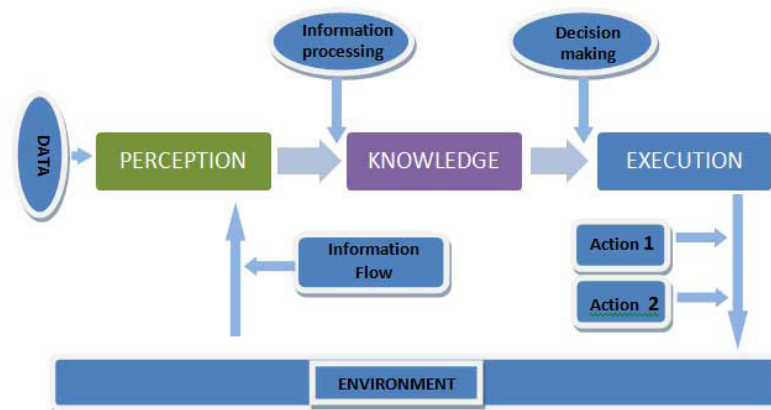 Information
processing
Decision
making
DATA
PERCEPTION
KNOWLEDGE
EXECUTION
Information
Flow
Action 1
Action 2
ENVIRONMENT